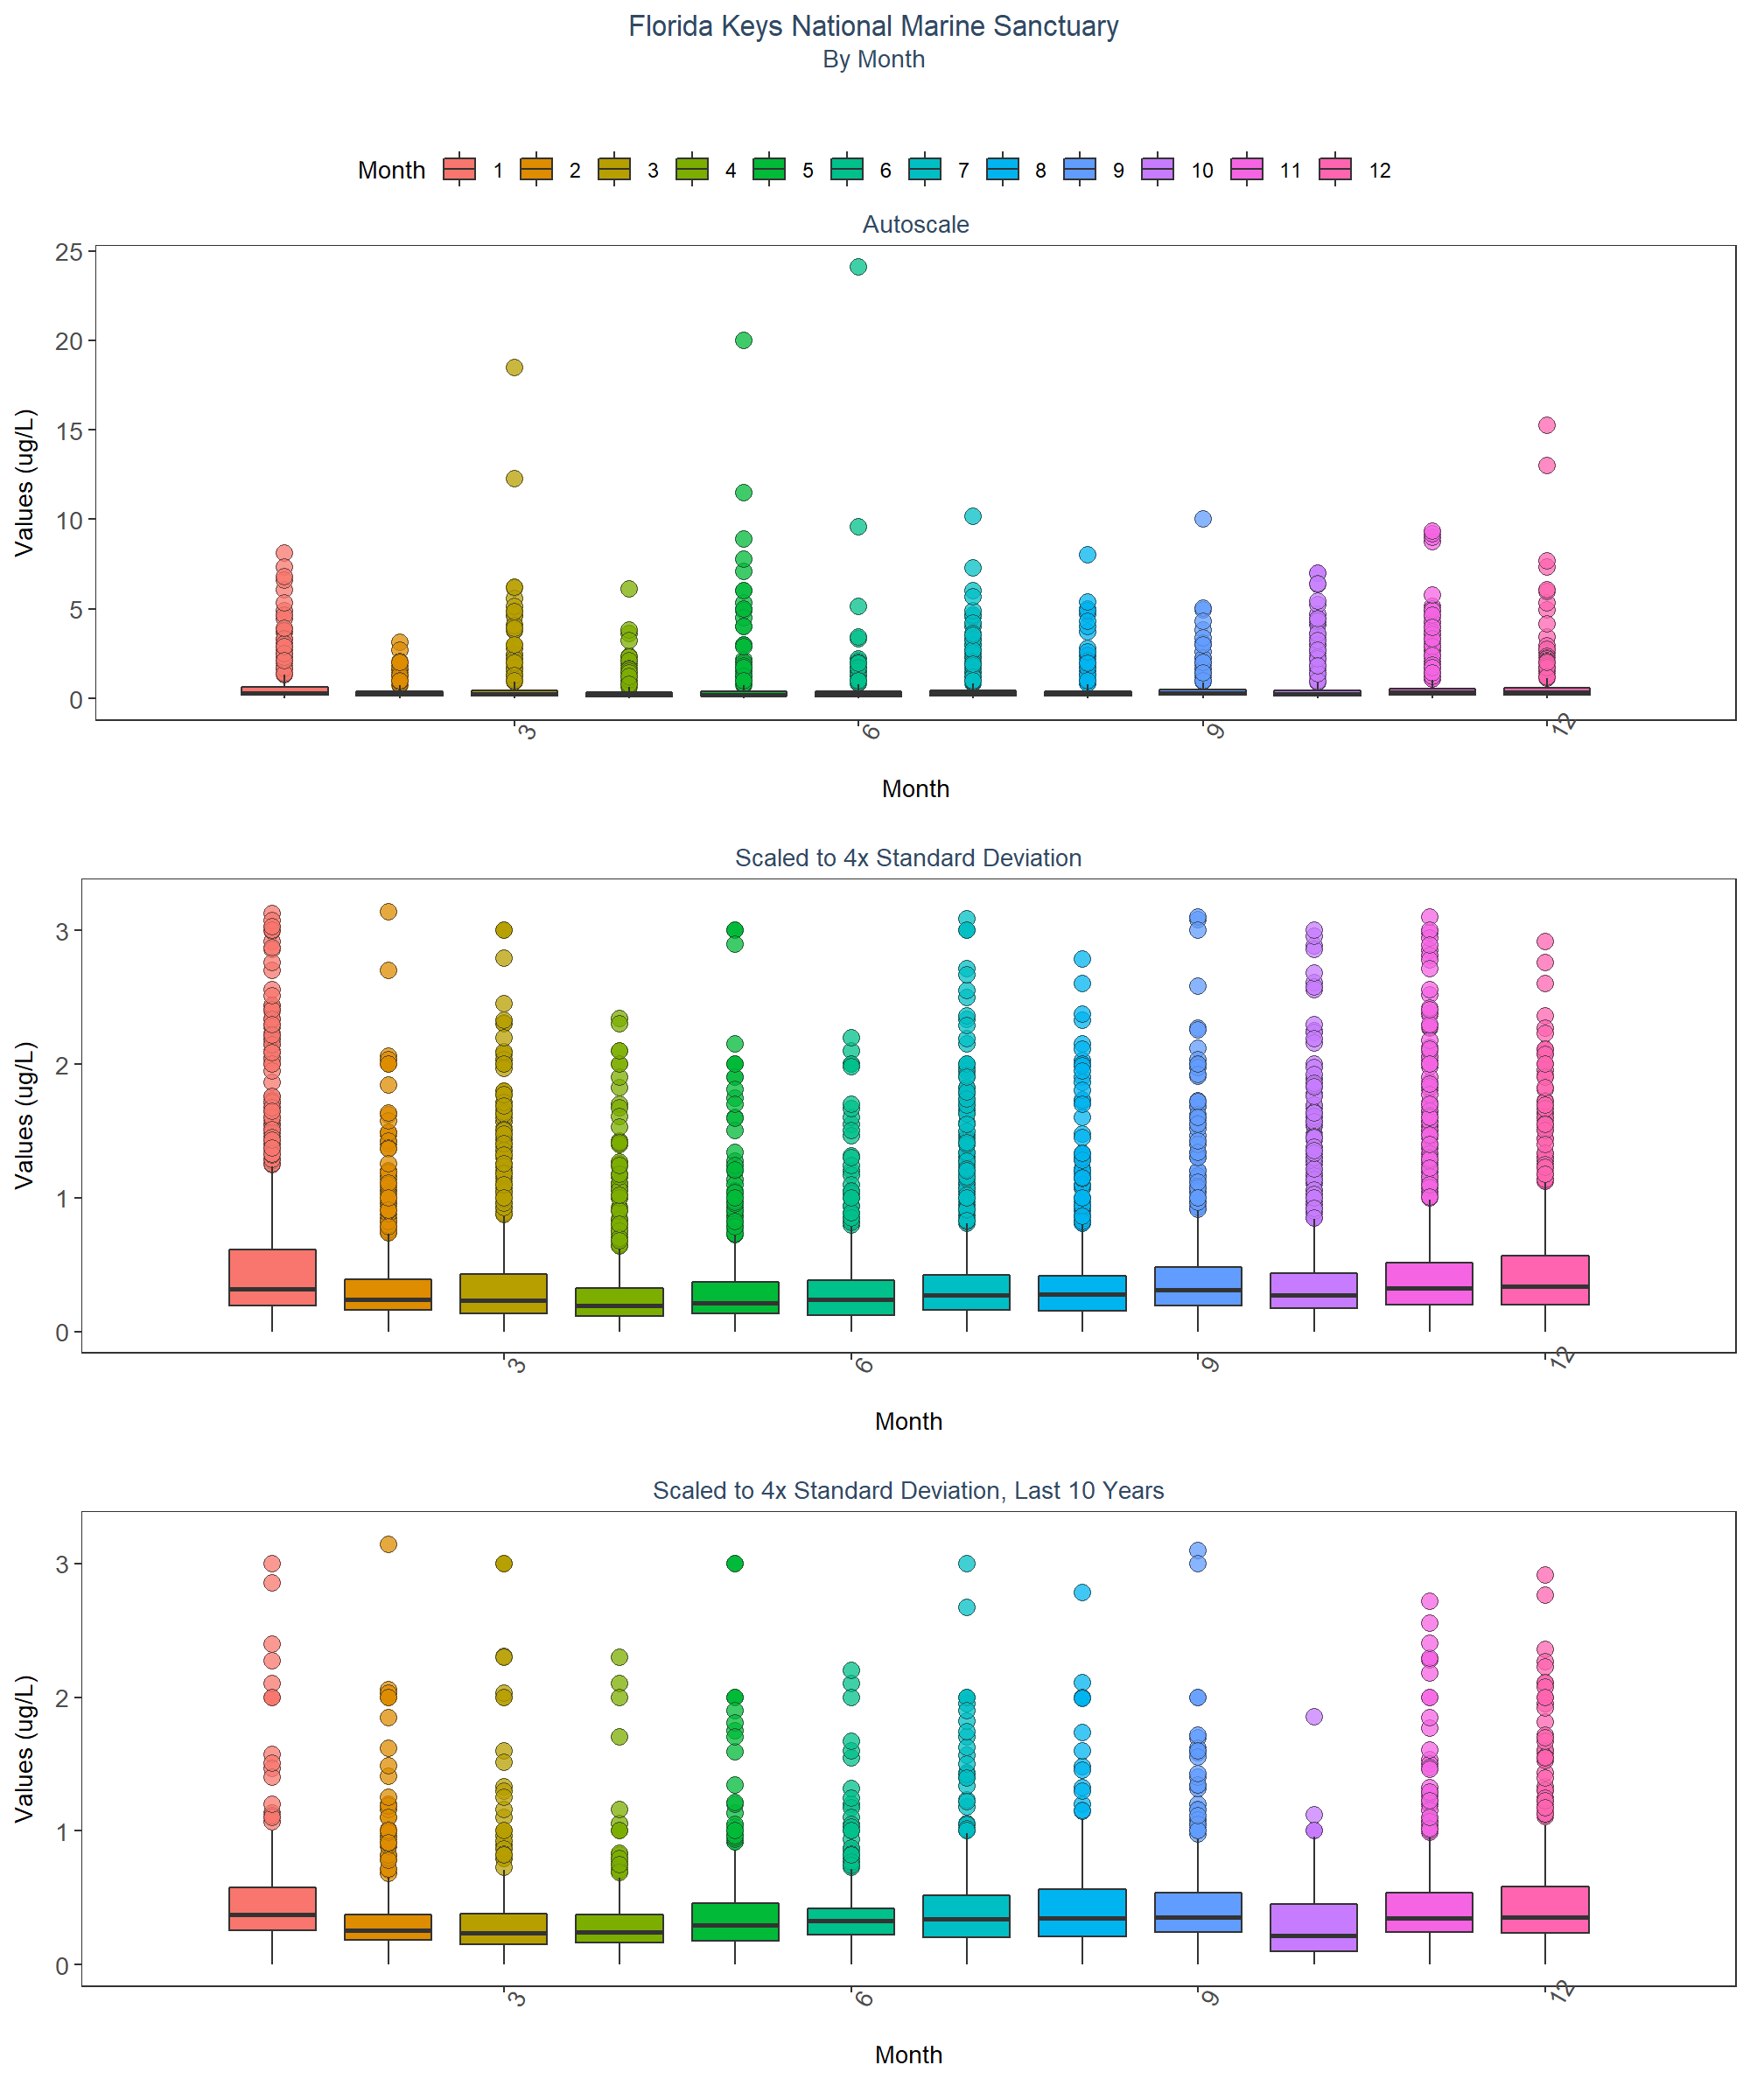 Florida Keys National Marine Sanctuary
By Month
Month 1 2 3 4 5 6 7 8 9 10 11 12
Autoscale
25
20
15
10
5
0
Values (ug/L)
3 6 9 12
Month
Scaled to 4x Standard Deviation
3
2
1
0
Values (ug/L)
3 6 9 12
Month
Scaled to 4x Standard Deviation, Last 10 Years
3
2
1
0
Values (ug/L)
3 6 9 12
Month